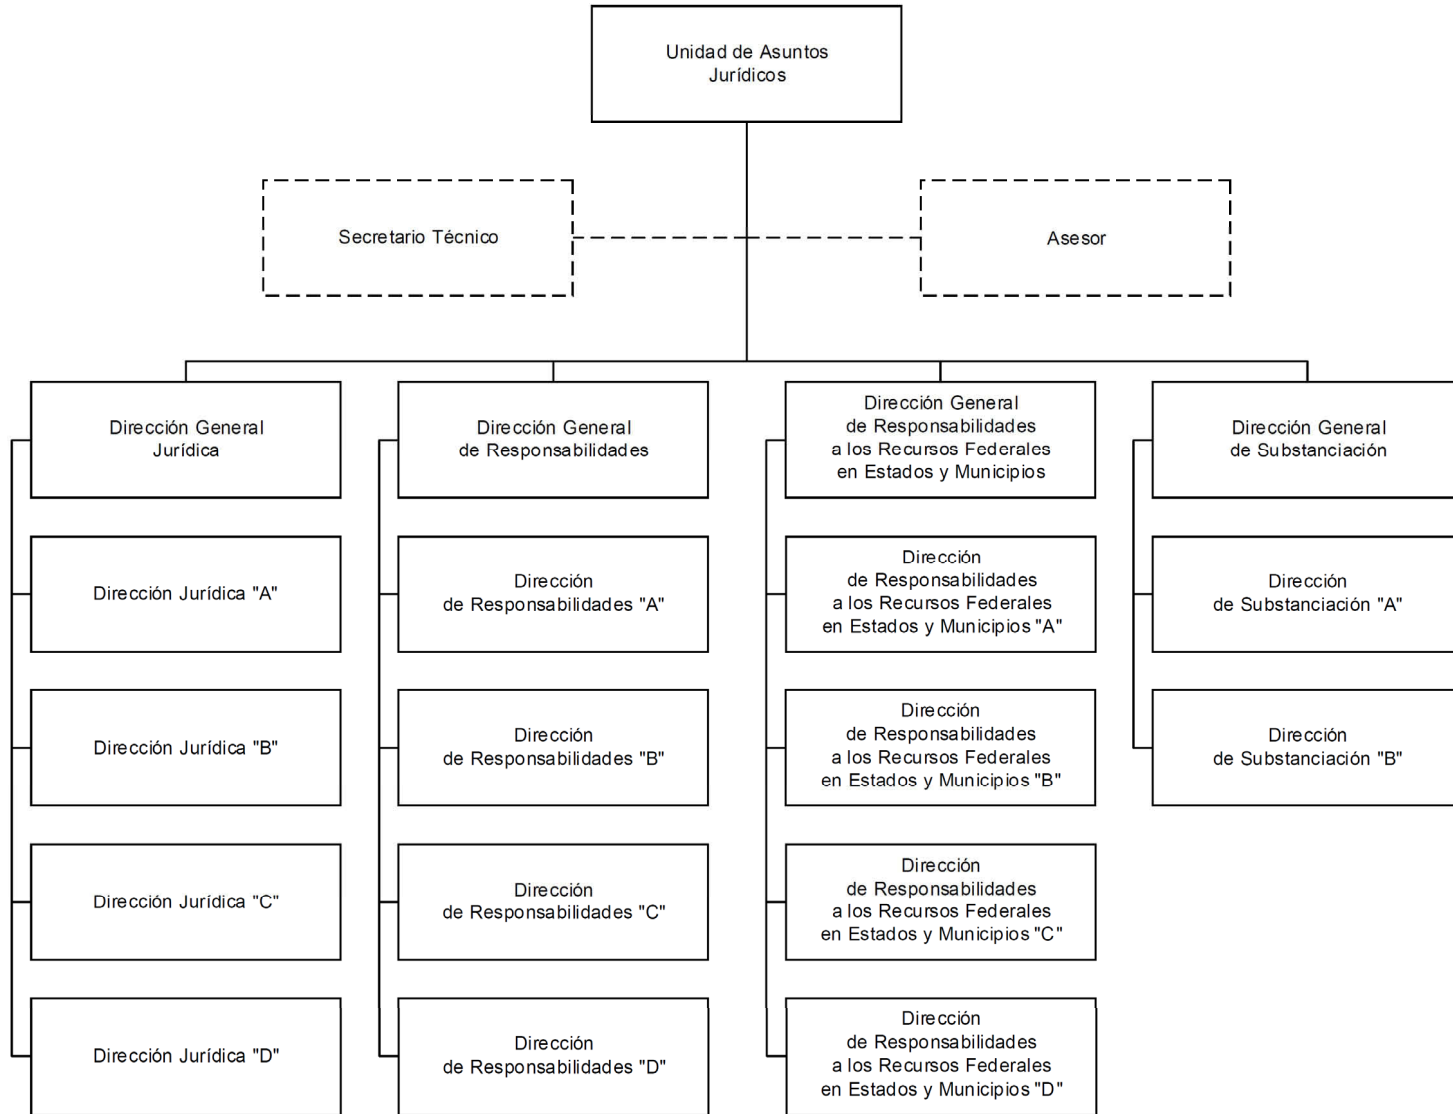 Unidad de Asuntos
Jurídicos
Secretario Técnico
Asesor
Dirección General
Jurídica
Dirección General
de Responsabilidades
Dirección General
de Responsabilidades
a los Recursos Federales
en Estados y Municipios
Dirección General
de Substanciación
Dirección Jurídica "A"
Dirección
de Responsabilidades "A"
Dirección
de Responsabilidades
a los Recursos Federales
en Estados y Municipios "A"
Dirección
de Substanciación "A"
Dirección Jurídica "B"
Dirección
de Responsabilidades "B"
Dirección
de Responsabilidades
a los Recursos Federales
en Estados y Municipios "B"
Dirección
de Substanciación "B"
Dirección Jurídica "C"
Dirección
de Responsabilidades "C"
Dirección
de Responsabilidades
a los Recursos Federales
en Estados y Municipios "C"
Dirección Jurídica "D"
Dirección
de Responsabilidades "D"
Dirección
de Responsabilidades
a los Recursos Federales
en Estados y Municipios "D"